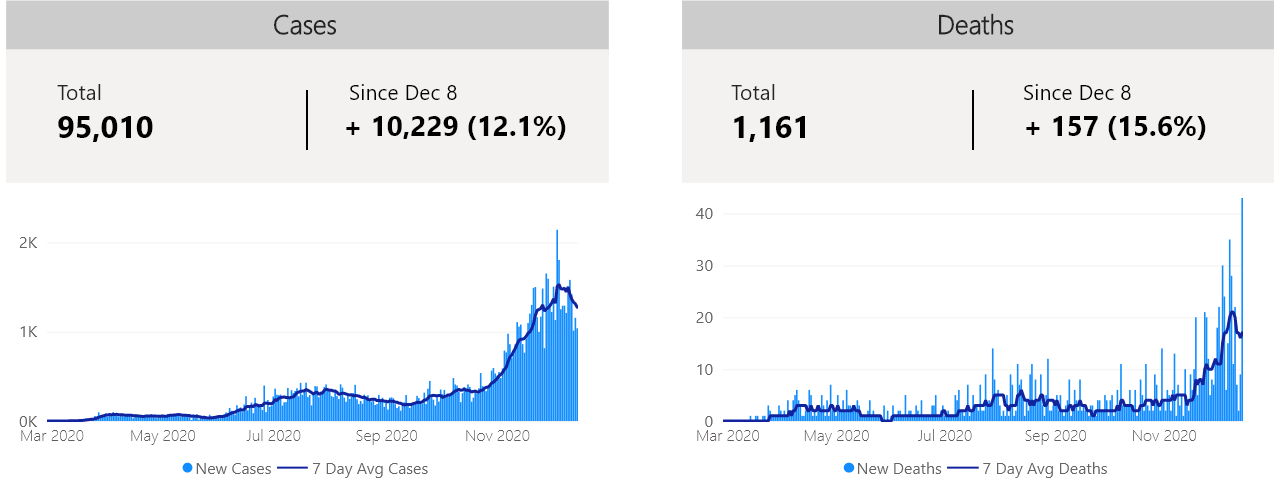 Cases
Total
Since Dec 8
95,010
+ 10,229 (12.1%)
2K
1K
0K
Mar 2020
May 2020
Jul 2020
Sep 2020
Nov 2020
New Cases
7 Day Avg Cases
Deaths
Total
Since Dec 8
1,161
+ 157 (15.6%)
40
30
20
10
0
Mar 2020
May 2020
Jul 2020
Sep 2020
Nov 2020
New Deaths
7 Day Avg Deaths